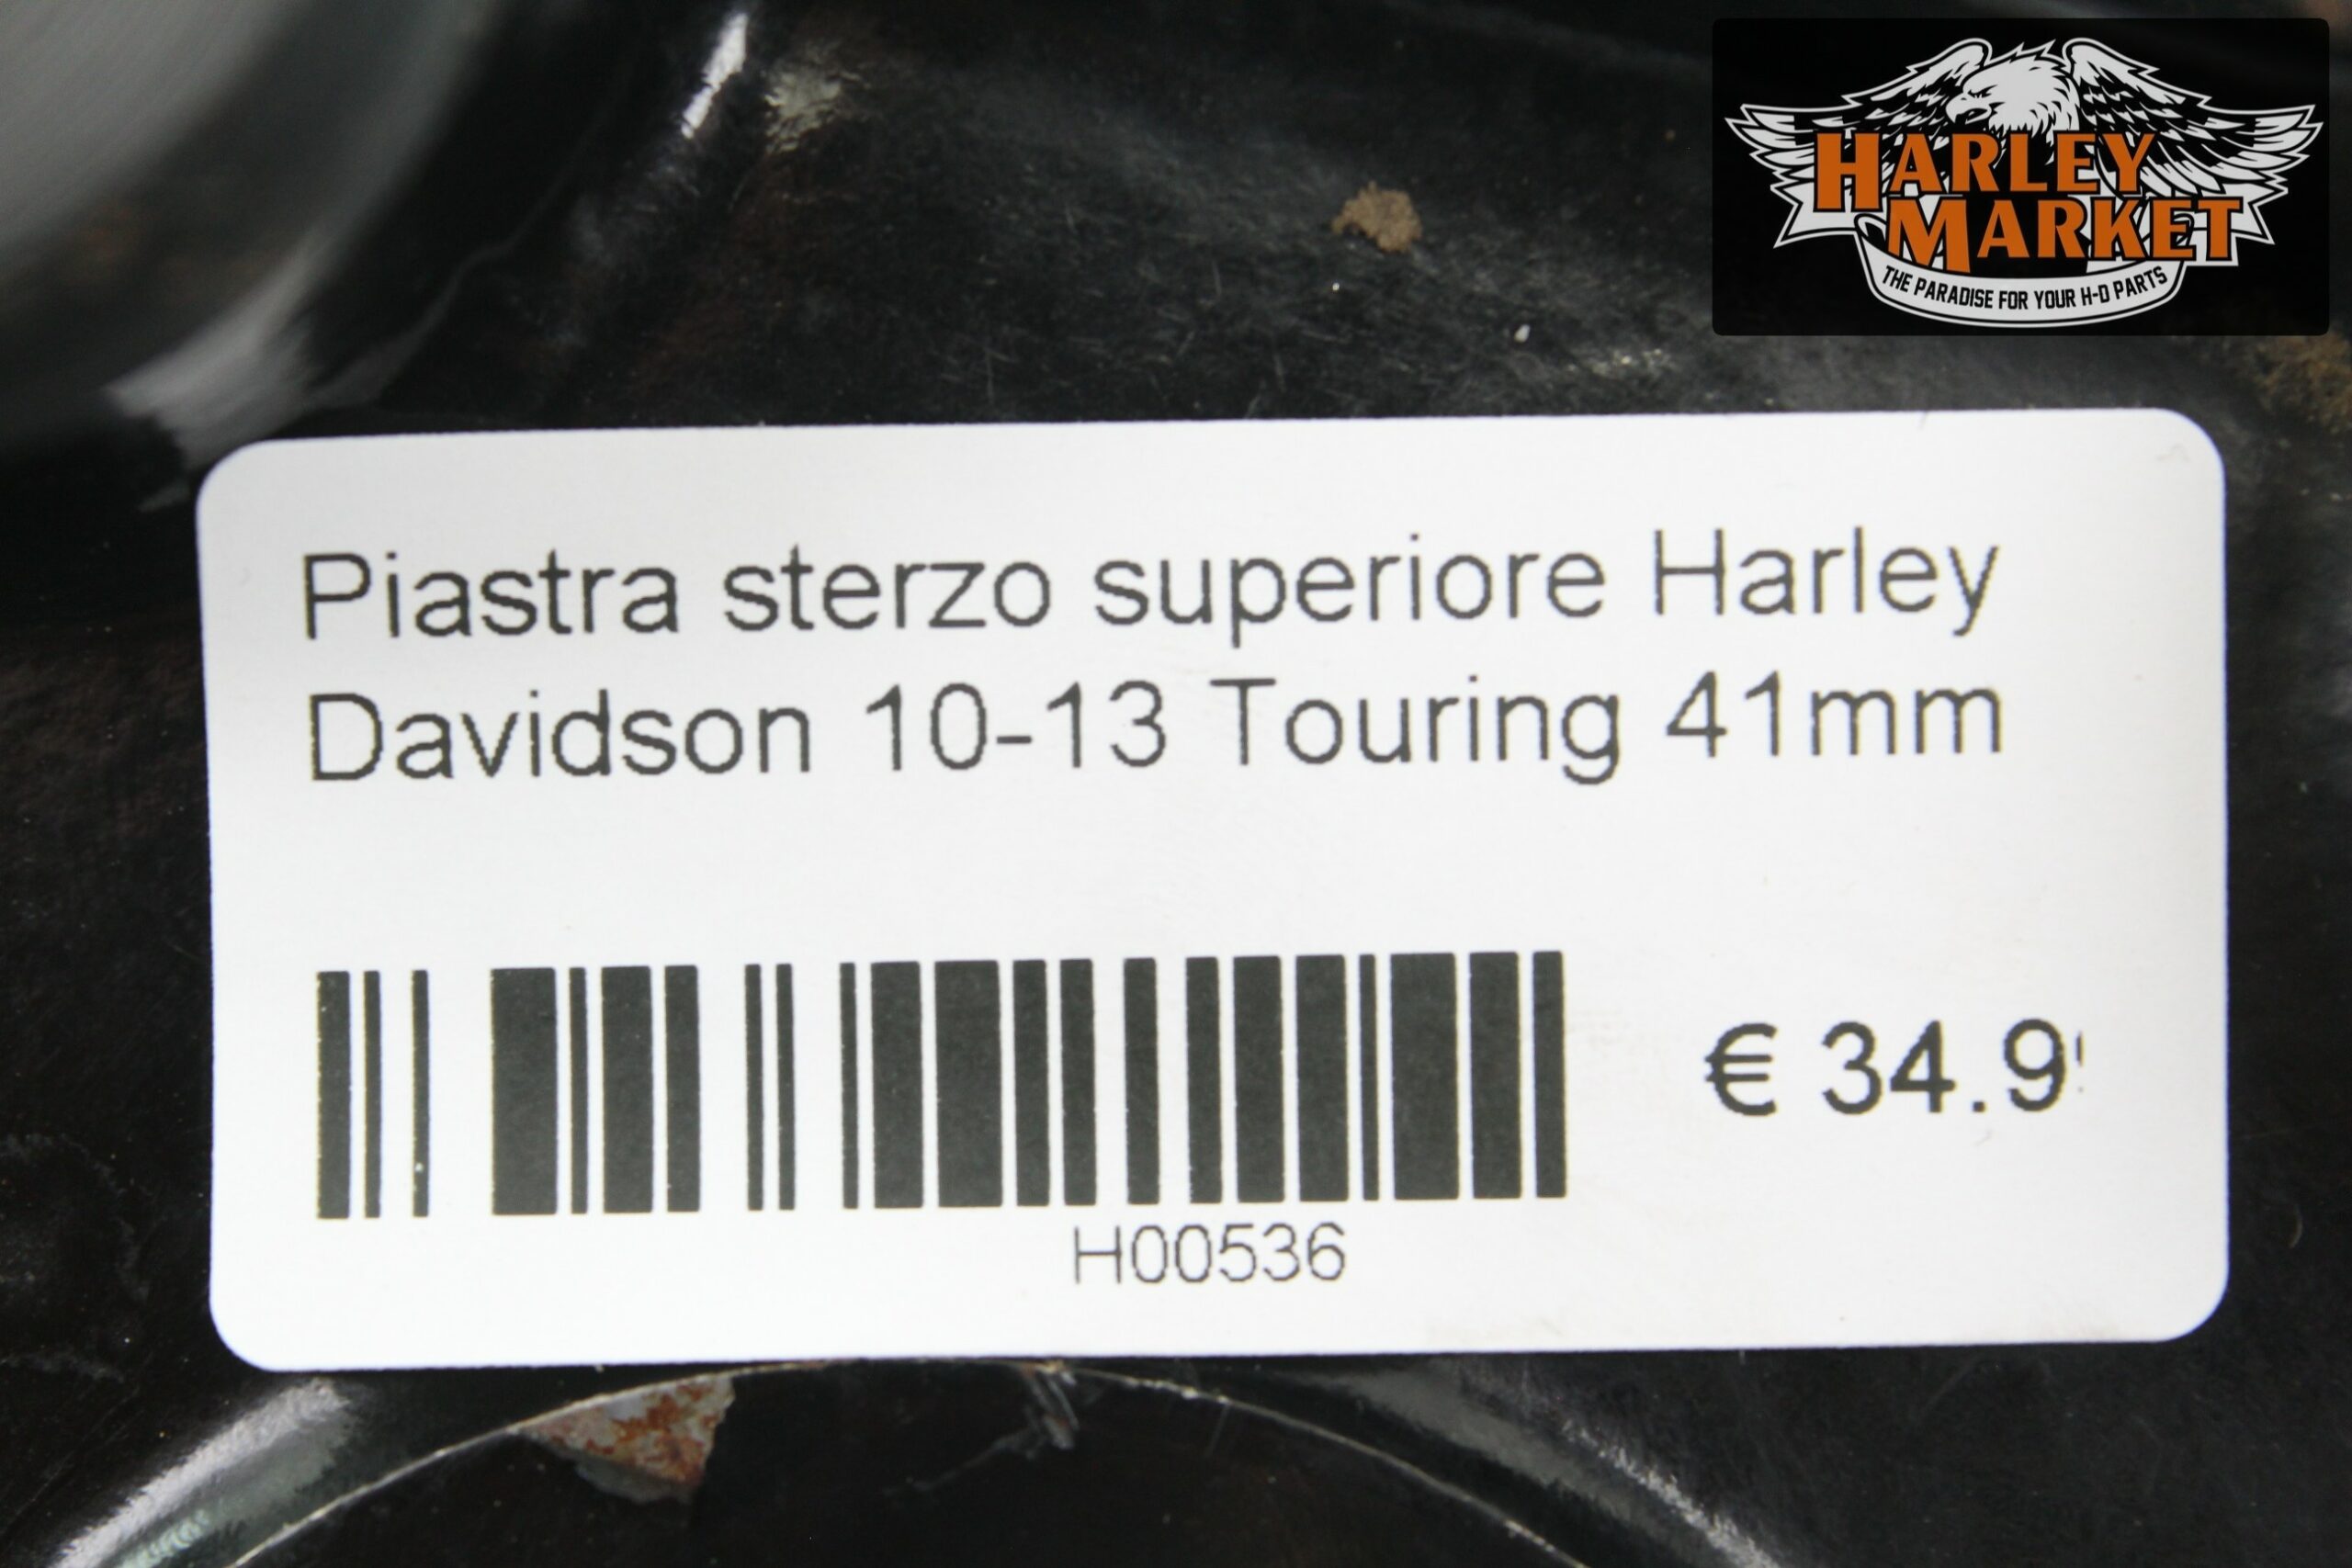 HARLEY
MARKET
THE PARADISE FOR YOUR H-D PARTS
Piastra sterzo superiore Harley
Davidson 10-13 Touring 41mm
€ 34.9
H00536